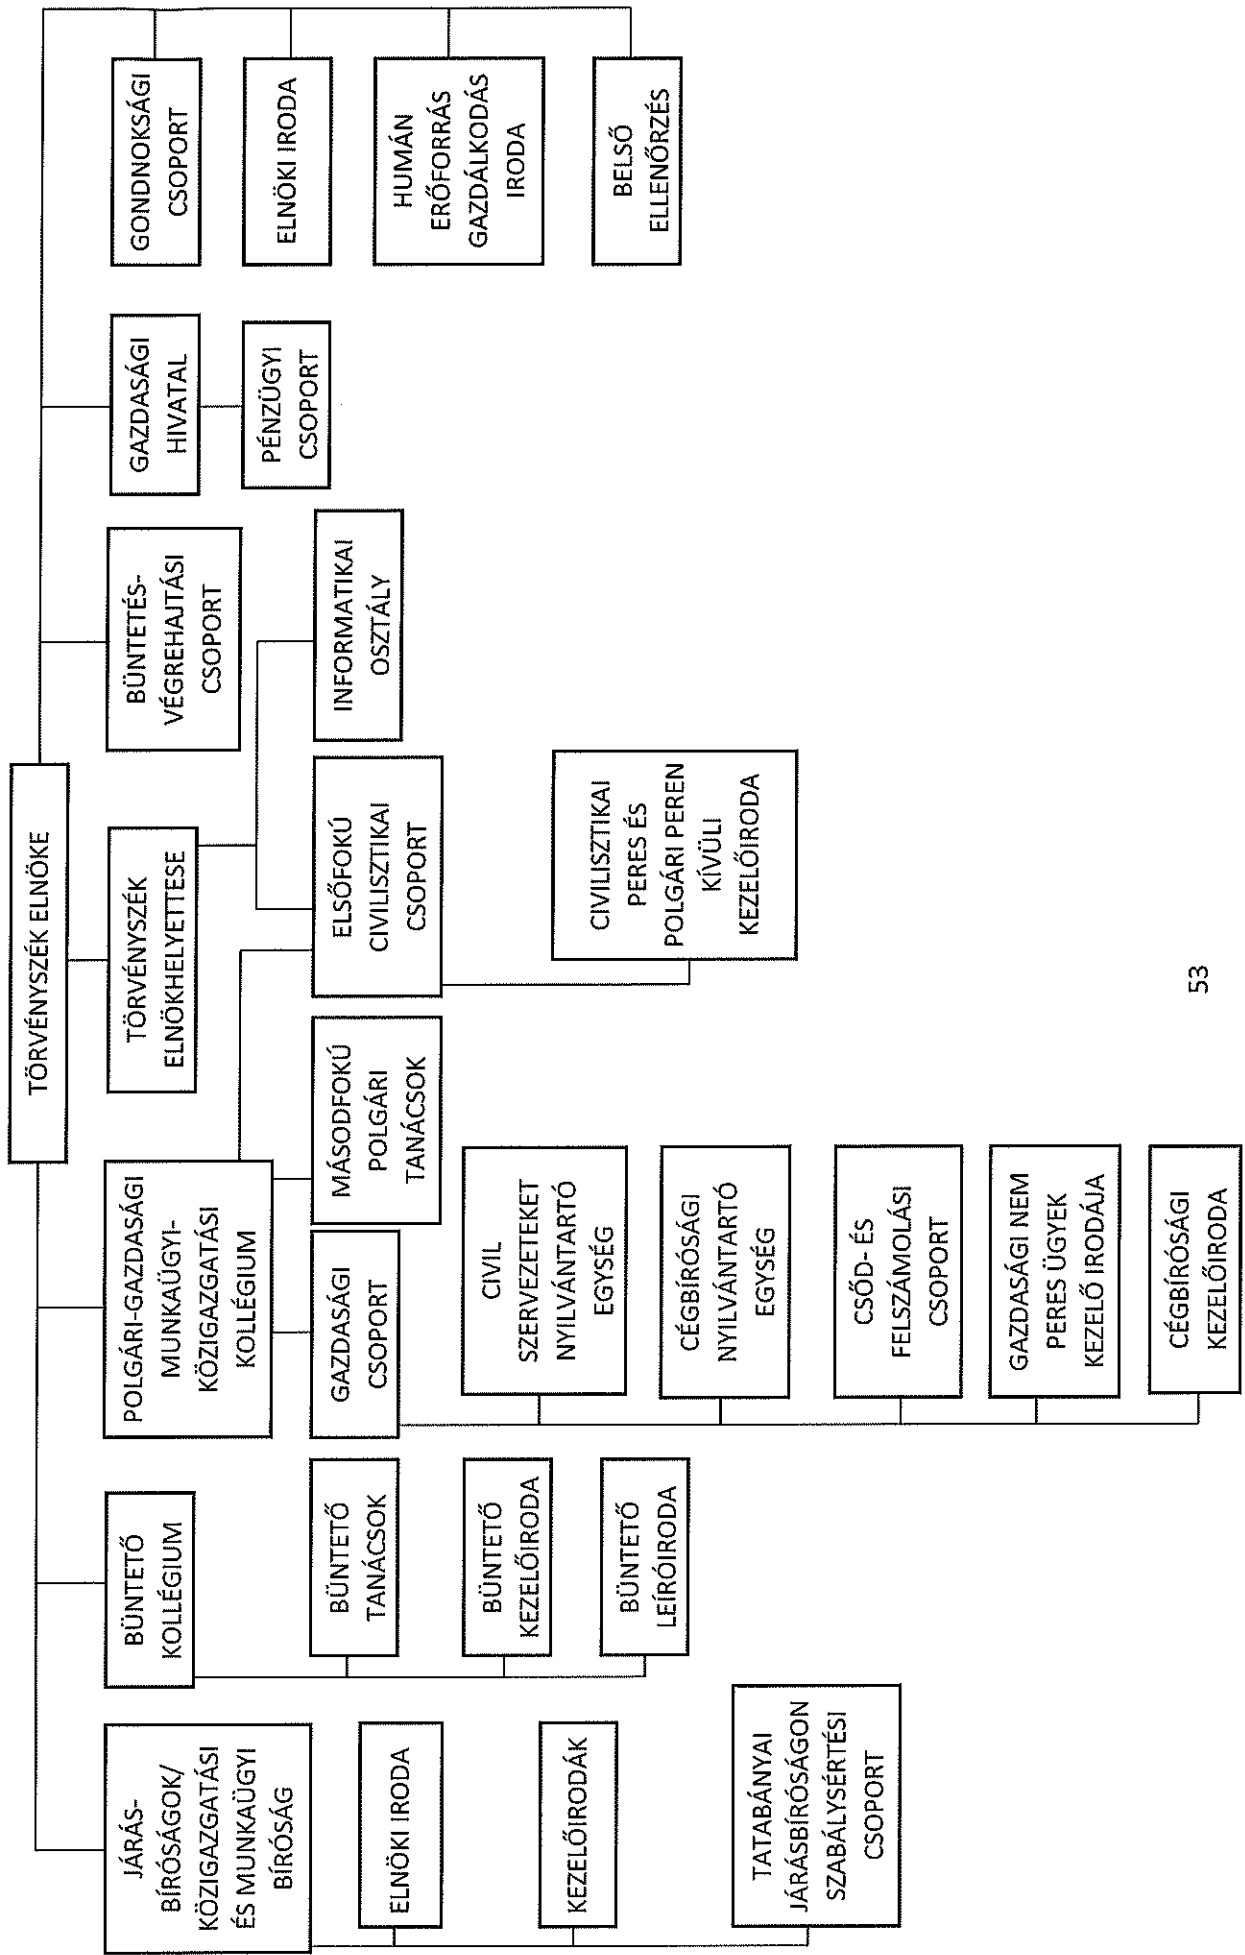 TÖRVÉNYSZÉK ELNÖKE
JÁRÁS-
BÍRÓSÁGOK/
KÖZIGAZGATÁSI
ÉS MUNKAÜGYI
BÍRÓSÁG
ELNÖKI IRODA
KEZELŐIRODÁK
TATABÁNYAI
JÁRÁSBÍRÓSÁGON
SZABÁLYSÉRTÉSI
CSOPORT
BÜNTETŐ
KOLLÉGIUM
BÜNTETŐ
TANÁCSOK
BÜNTETŐ
KEZELŐIRODA
BÜNTETŐ
LEÍRÓIRODA
POLGÁRI-GAZDASÁGI
MUNKAÜGYI-
KÖZIGAZGATÁSI
KOLLÉGIUM
GAZDASÁGI
CSOPORT
CIVIL
SZERVEZETEKET
NYILVÁNTARTÓ
EGYSÉG
CÉGBÍRÓSÁGI
NYILVÁNTARTÓ
EGYSÉG
CSŐD- ÉS
FELSZÁMOLÁSI
CSOPORT
GAZDASÁGI NEM
PERES ÜGYEK
KEZELŐ IRODÁJA
CÉGBÍRÓSÁGI
KEZELŐIRODA
MÁSODFOKÚ
POLGÁRI
TANÁCSOK
TÖRVÉNYSZÉK
ELNÖKHELYETTESE
ELSŐFOKÚ
CIVILISZTIKAI
CSOPORT
CIVILISZTIKAI
PERES ÉS
POLGÁRI PEREN
KÍVÜLI
KEZELŐIRODA
INFORMATIKAI
OSZTÁLY
BÜNTETÉS-
VÉGREHAJTÁSI
CSOPORT
GAZDASÁGI
HIVATAL
PÉNZÜGYI
CSOPORT
GONDNOKSÁGI
CSOPORT
ELNÖKI IRODA
HUMÁN
ERŐFORRÁS
GAZDÁLKODÁS
IRODA
BELSŐ
ELLENŐRZÉS
53